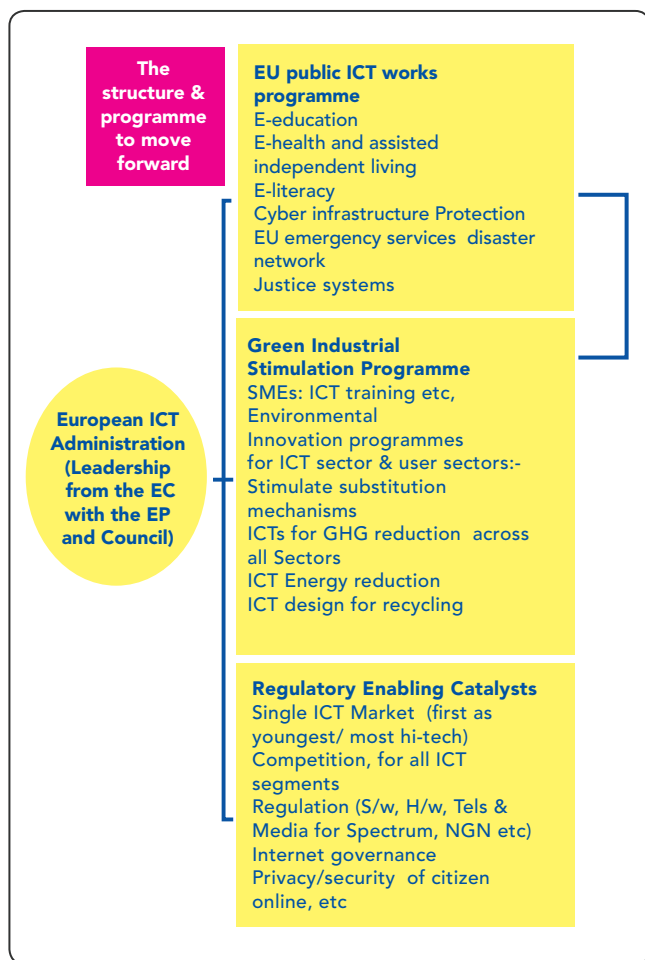 The
structure &
programme
to move
forward
EU public ICT works
programme
E-education
E-health and assisted
independent living
E-literacy
Cyber infrastructure Protection
EU emergency services disaster
network
Justice systems
European ICT
Administration
(Leadership
from the EC
with the EP
and Council)
Green Industrial
Stimulation Programme
SMEs: ICT training etc,
Environmental
Innovation programmes
for ICT sector & user sectors:-
Stimulate substitution
mechanisms
ICTs for GHG reduction across
all Sectors
ICT Energy reduction
ICT design for recycling
Regulatory Enabling Catalysts
Single ICT Market (first as
youngest/ most hi-tech)
Competition, for all ICT
segments
Regulation (S/w, H/w, Tels &
Media for Spectrum, NGN etc)
Internet governance
Privacy/security of citizen
online, etc